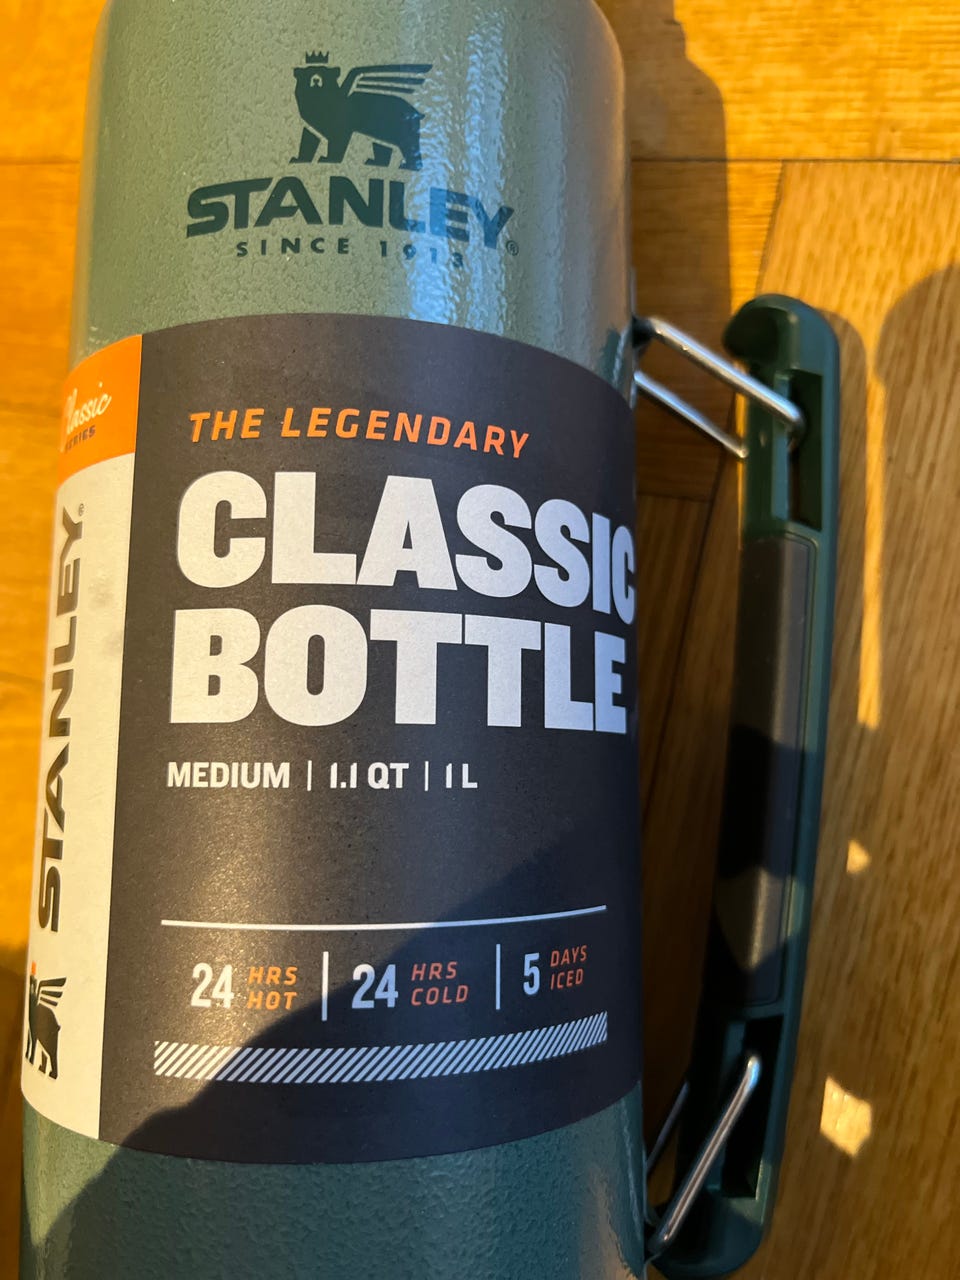 STANLEY®
SINCE 1913
Classic
SERIES
STANLEY®
THE LEGENDARY
CLASSIC
BOTTLE
MEDIUM | 1.1 QT | 1 L
24 HRS HOT | 24 HRS COLD | 5 DAYS ICED